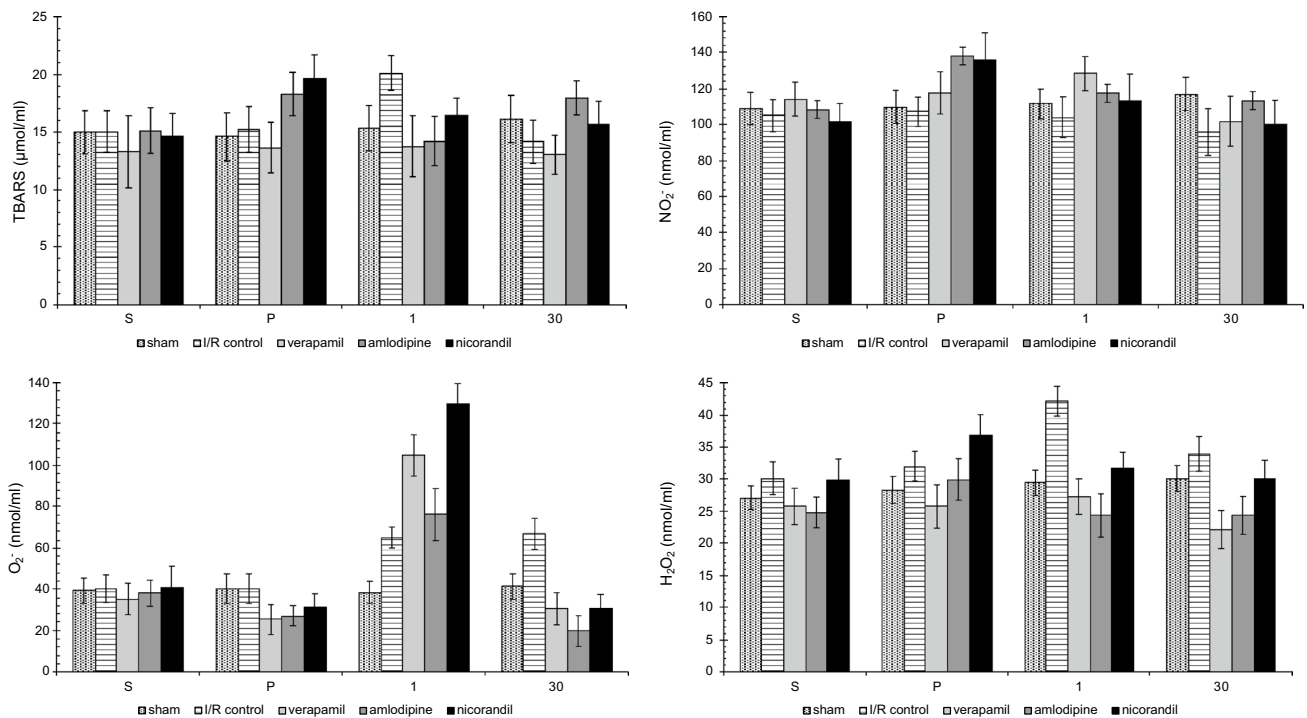 TBARS (µmol/ml)
25
20
15
10
5
0
S P 1 30
sham I/R control verapamil amlodipine nicorandil
NO₂⁻ (nmol/ml)
160
140
120
100
80
60
40
20
0
S P 1 30
sham I/R control verapamil amlodipine nicorandil
O₂⁻ (nmol/ml)
140
120
100
80
60
40
20
0
S P 1 30
sham I/R control verapamil amlodipine nicorandil
H₂O₂ (nmol/ml)
45
40
35
30
25
20
15
10
5
0
S P 1 30
sham I/R control verapamil amlodipine nicorandil